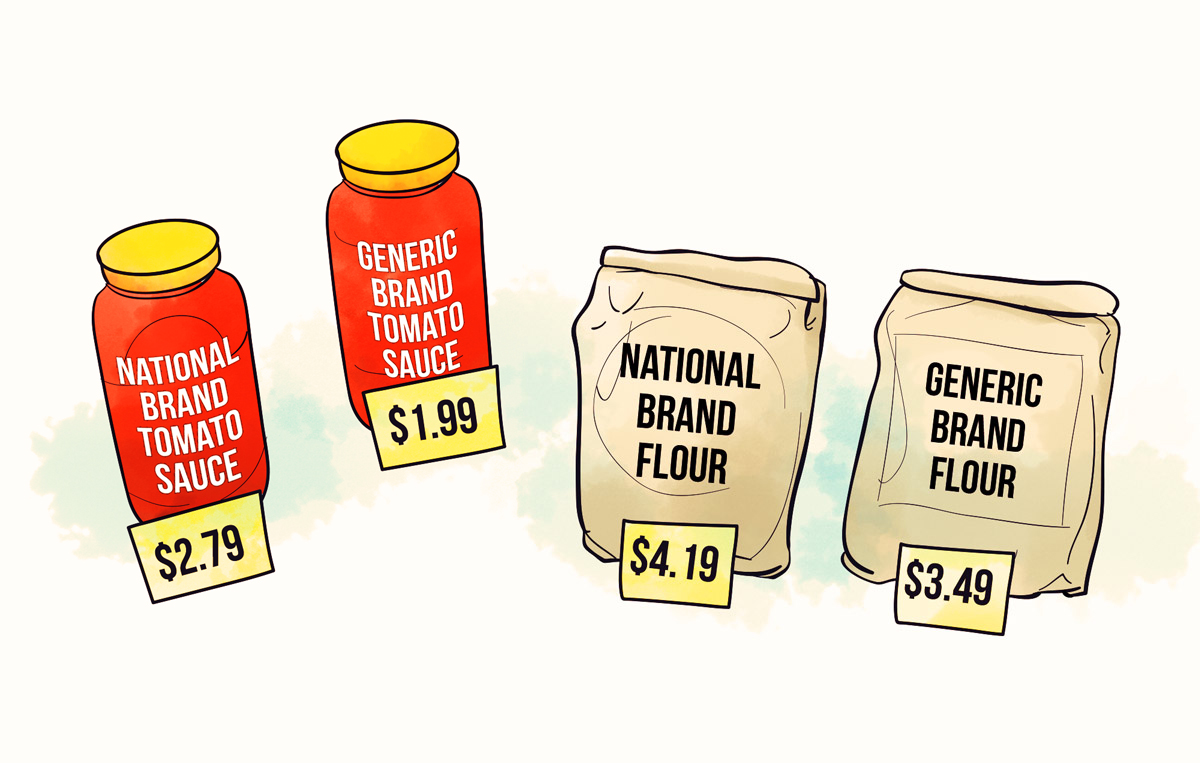 NATIONAL
BRAND
TOMATO
SAUCE
$2.79
GENERIC
BRAND
TOMATO
SAUCE
$1.99
NATIONAL
BRAND
FLOUR
$4.19
GENERIC
BRAND
FLOUR
$3.49